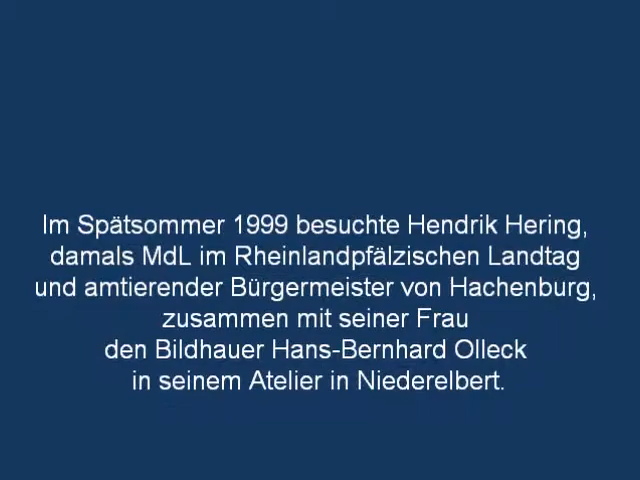 Im Spätsommer 1999 besuchte Hendrik Hering,
damals MdL im Rheinlandpfälzischen Landtag
und amtierender Bürgermeister von Hachenburg,
zusammen mit seiner Frau
den Bildhauer Hans-Bernhard Olleck
in seinem Atelier in Niederelbert.